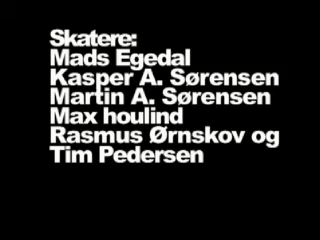 Skatere:
Mads Egedal
Kasper A. Sørensen
Martin A. Sørensen
Max houlind
Rasmus Ørnskov og
Tim Pedersen